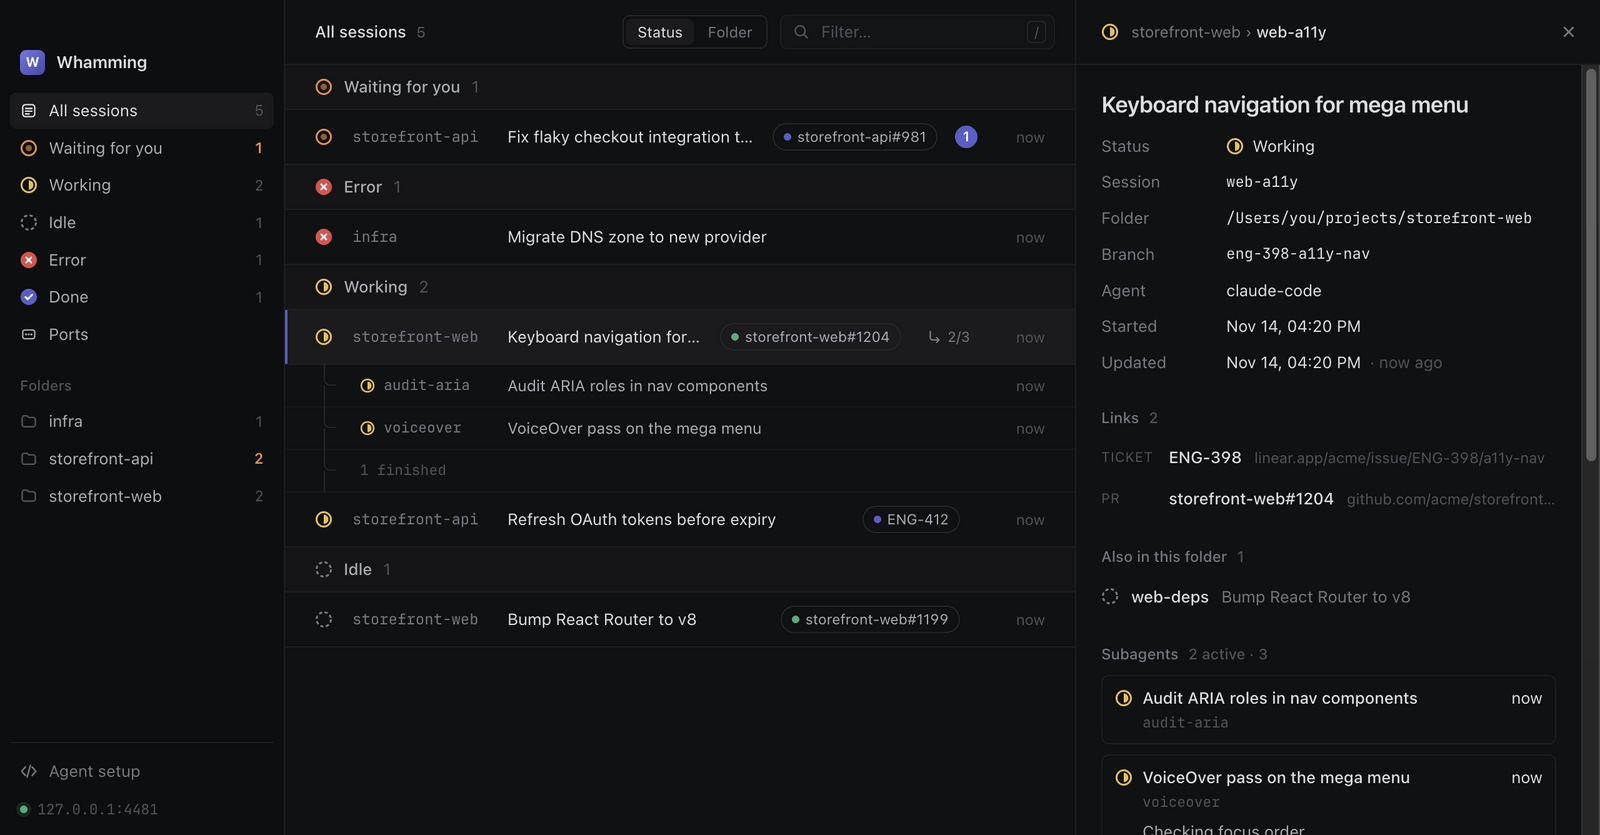 W Whamming
All sessions 5
Waiting for you 1
Working 2
Idle 1
Error 1
Done 1
Ports
Folders
infra 1
storefront-api 2
storefront-web 2
Agent setup
127.0.0.1:4481
All sessions 5 Status Folder Filter... /
Waiting for you 1
storefront-api Fix flaky checkout integration t... storefront-api#981 1 now
Error 1
infra Migrate DNS zone to new provider now
Working 2
storefront-web Keyboard navigation for... storefront-web#1204 2/3 now
audit-aria Audit ARIA roles in nav components now
voiceover VoiceOver pass on the mega menu now
1 finished
storefront-api Refresh OAuth tokens before expiry ENG-412 now
Idle 1
storefront-web Bump React Router to v8 storefront-web#1199 now
storefront-web › web-a11y
Keyboard navigation for mega menu
Status Working
Session web-a11y
Folder /Users/you/projects/storefront-web
Branch eng-398-a11y-nav
Agent claude-code
Started Nov 14, 04:20 PM
Updated Nov 14, 04:20 PM · now ago
Links 2
TICKET ENG-398 linear.app/acme/issue/ENG-398/a11y-nav
PR storefront-web#1204 github.com/acme/storefront...
Also in this folder 1
web-deps Bump React Router to v8
Subagents 2 active · 3
Audit ARIA roles in nav components now
audit-aria
VoiceOver pass on the mega menu now
voiceover
Checking focus order